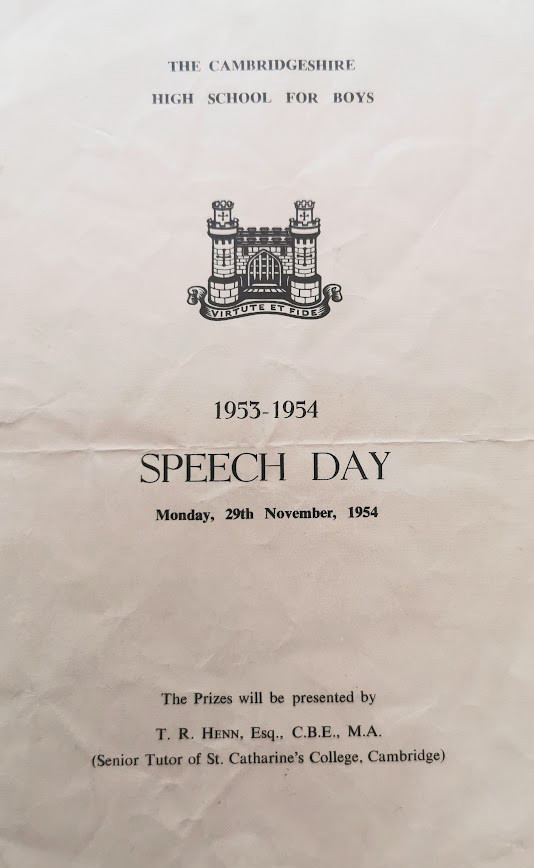 THE CAMBRIDGESHIRE
HIGH SCHOOL FOR BOYS
VIRTUTE ET FIDE
1953-1954
SPEECH DAY
Monday, 29th November, 1954
The Prizes will be presented by
T. R. HENN, Esq., C.B.E., M.A.
(Senior Tutor of St. Catharine's College, Cambridge)